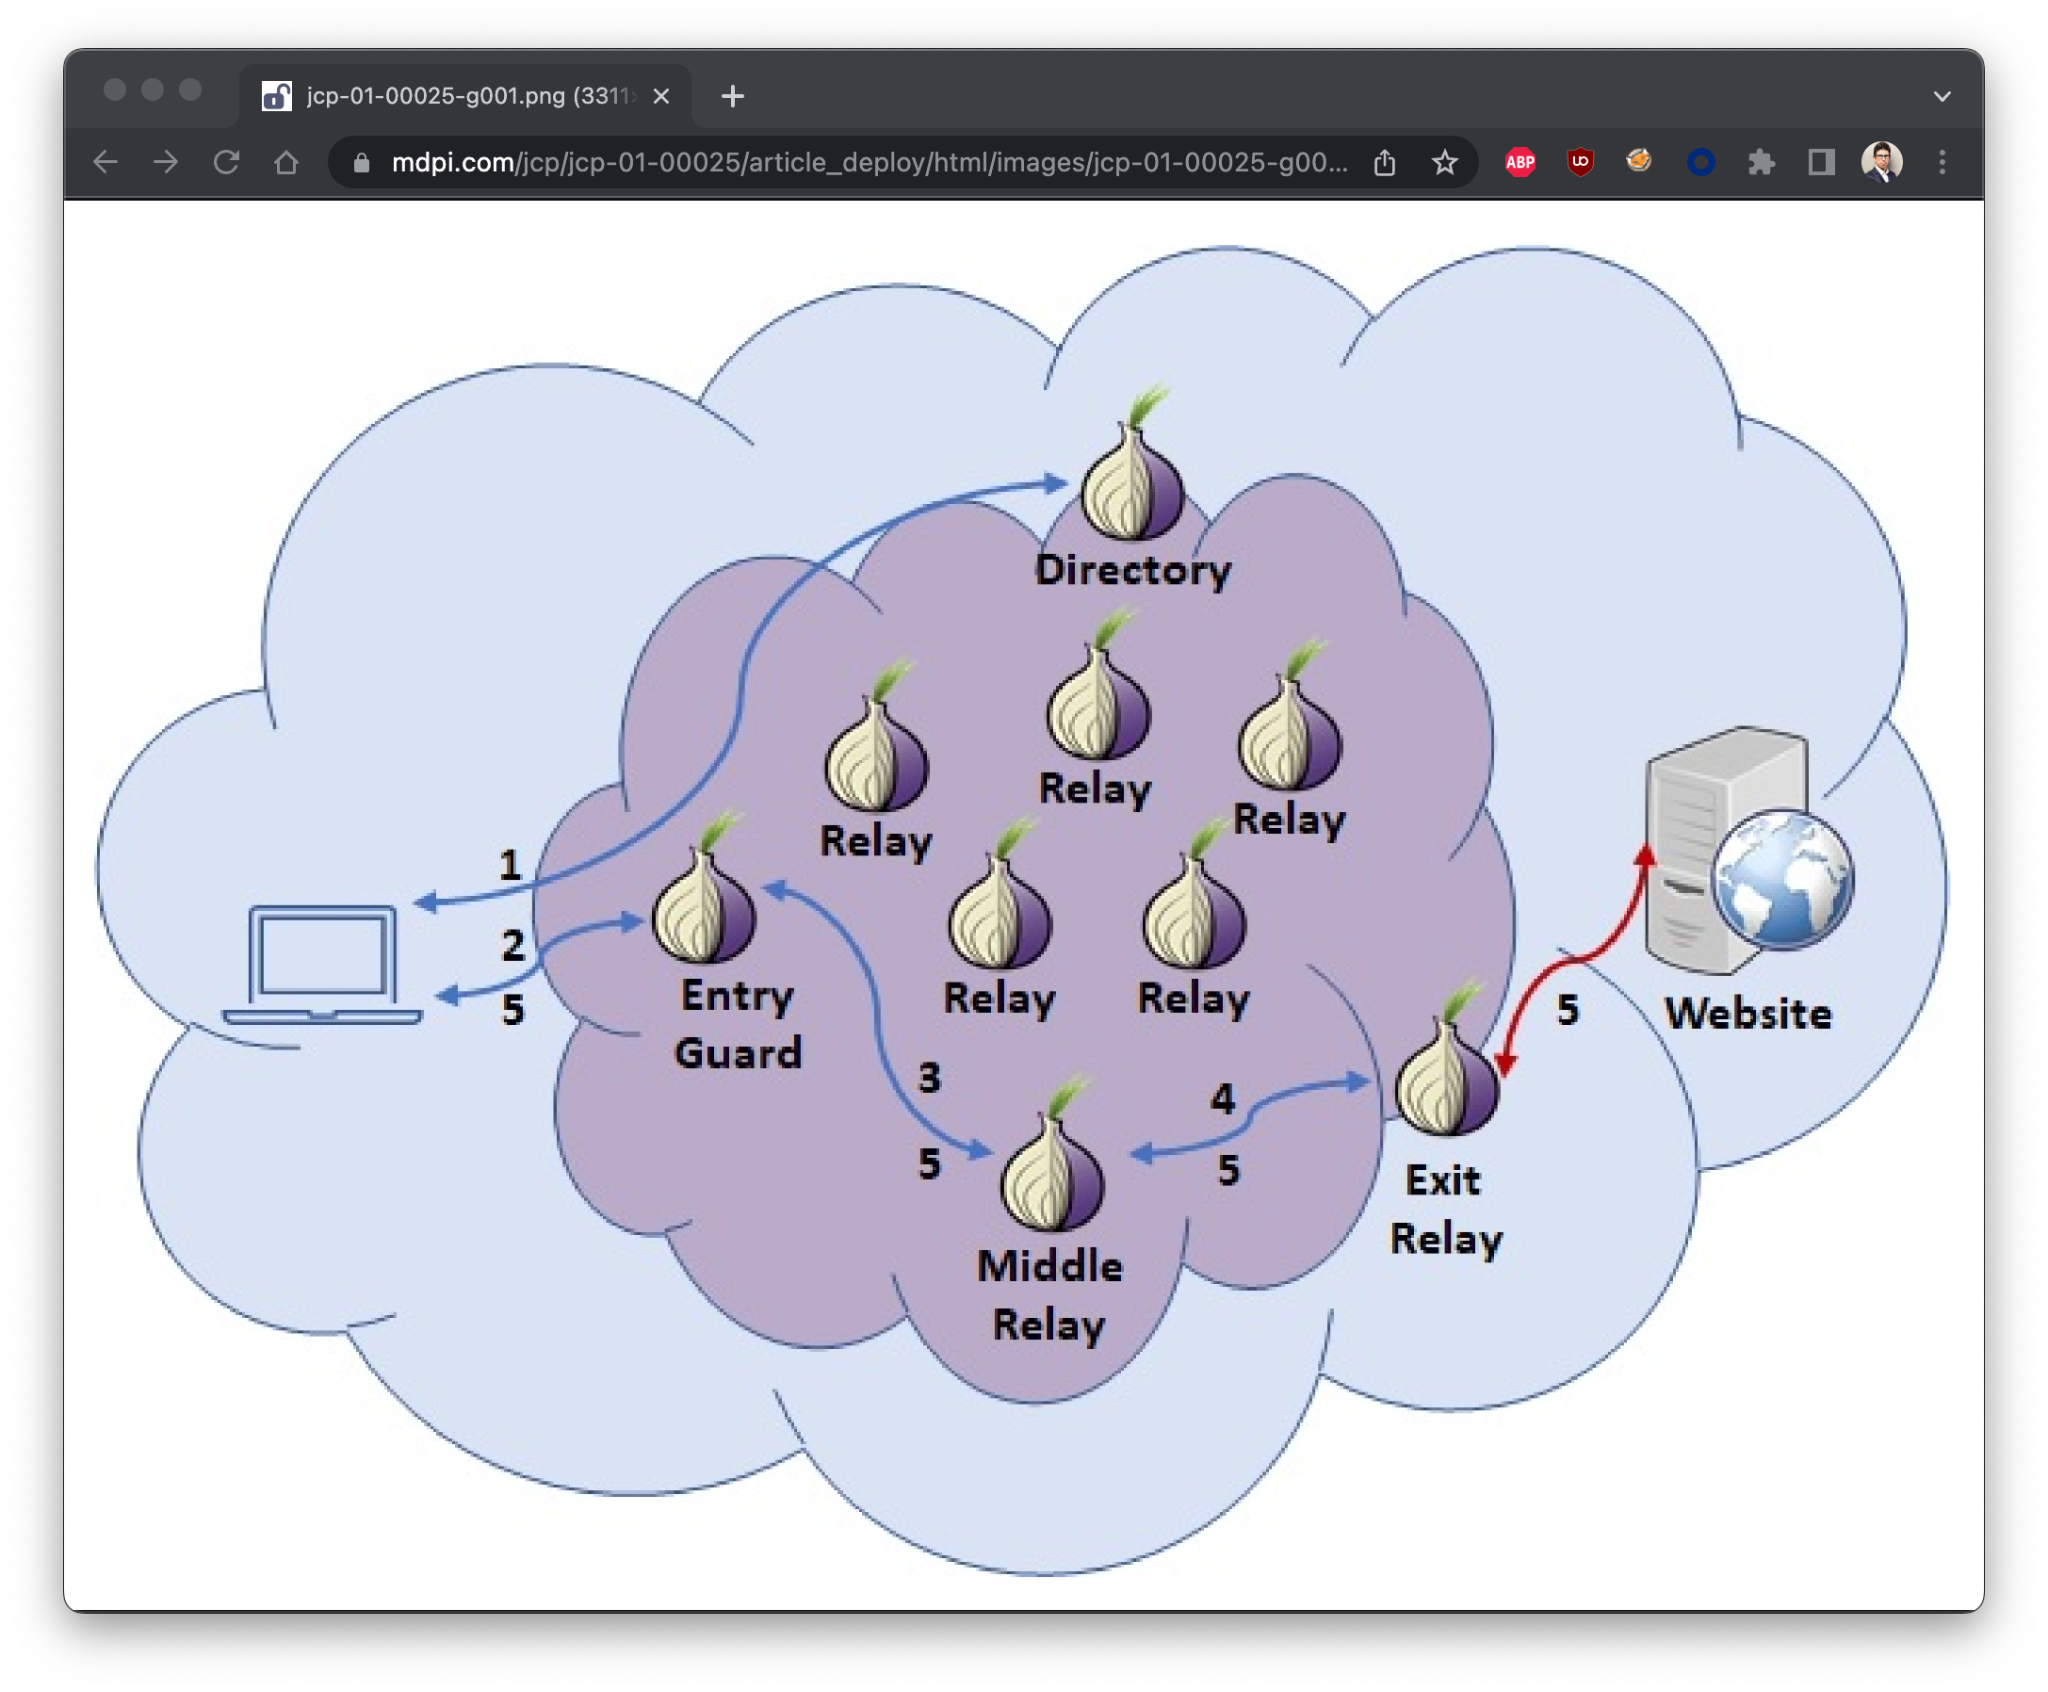 jcp-01-00025-g001.png (3311
mdpi.com/jcp/jcp-01-00025/article_deploy/html/images/jcp-01-00025-g00...
ABP
Directory
Relay
Relay
Relay
1
2
5
Entry
Guard
Relay
Relay
5
Website
3
5
4
5
Exit
Relay
Middle
Relay